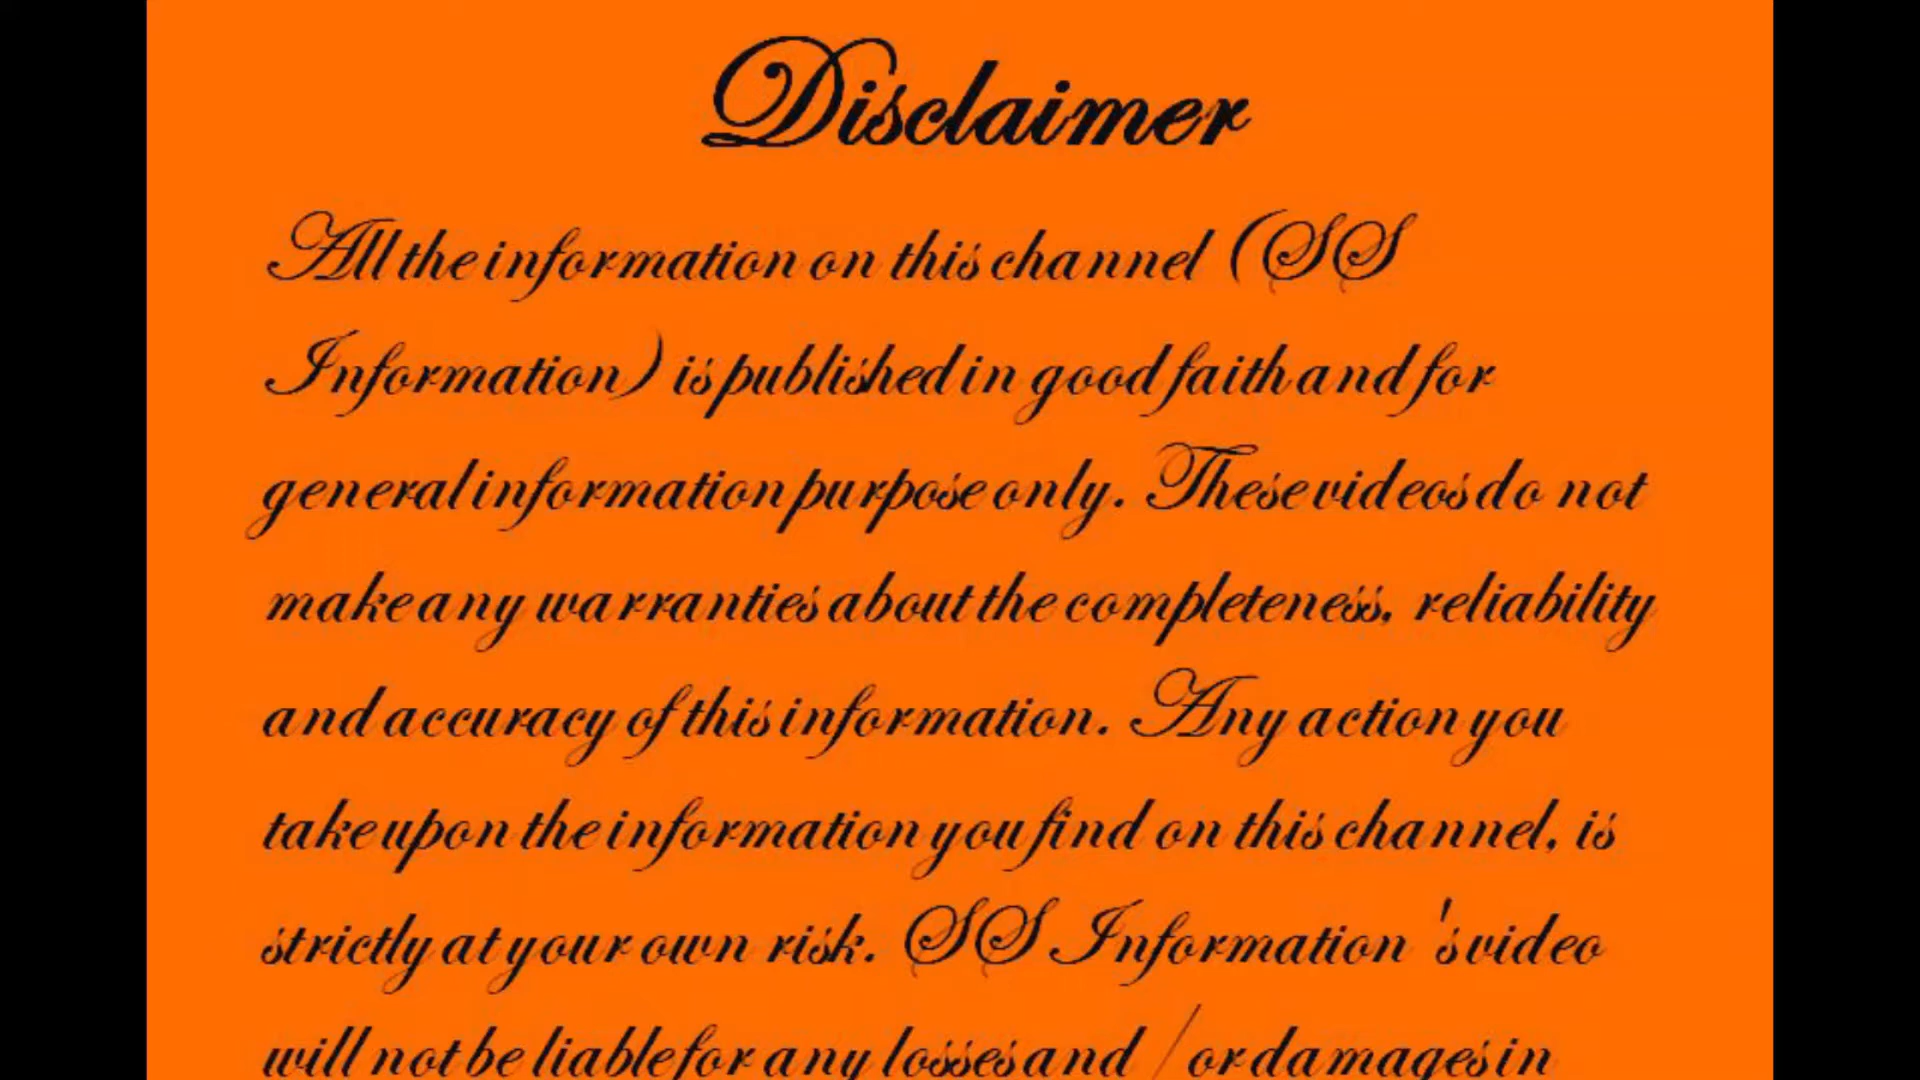 Disclaimer
All the information on this channel (SS
Information) is published in good faith and for
general information purpose only. These videos do not
make any warranties about the completeness, reliability
and accuracy of this information. Any action you
take upon the information you find on this channel, is
strictly at your own risk. SS Information 's video
will not be liable for any losses and / or damages in